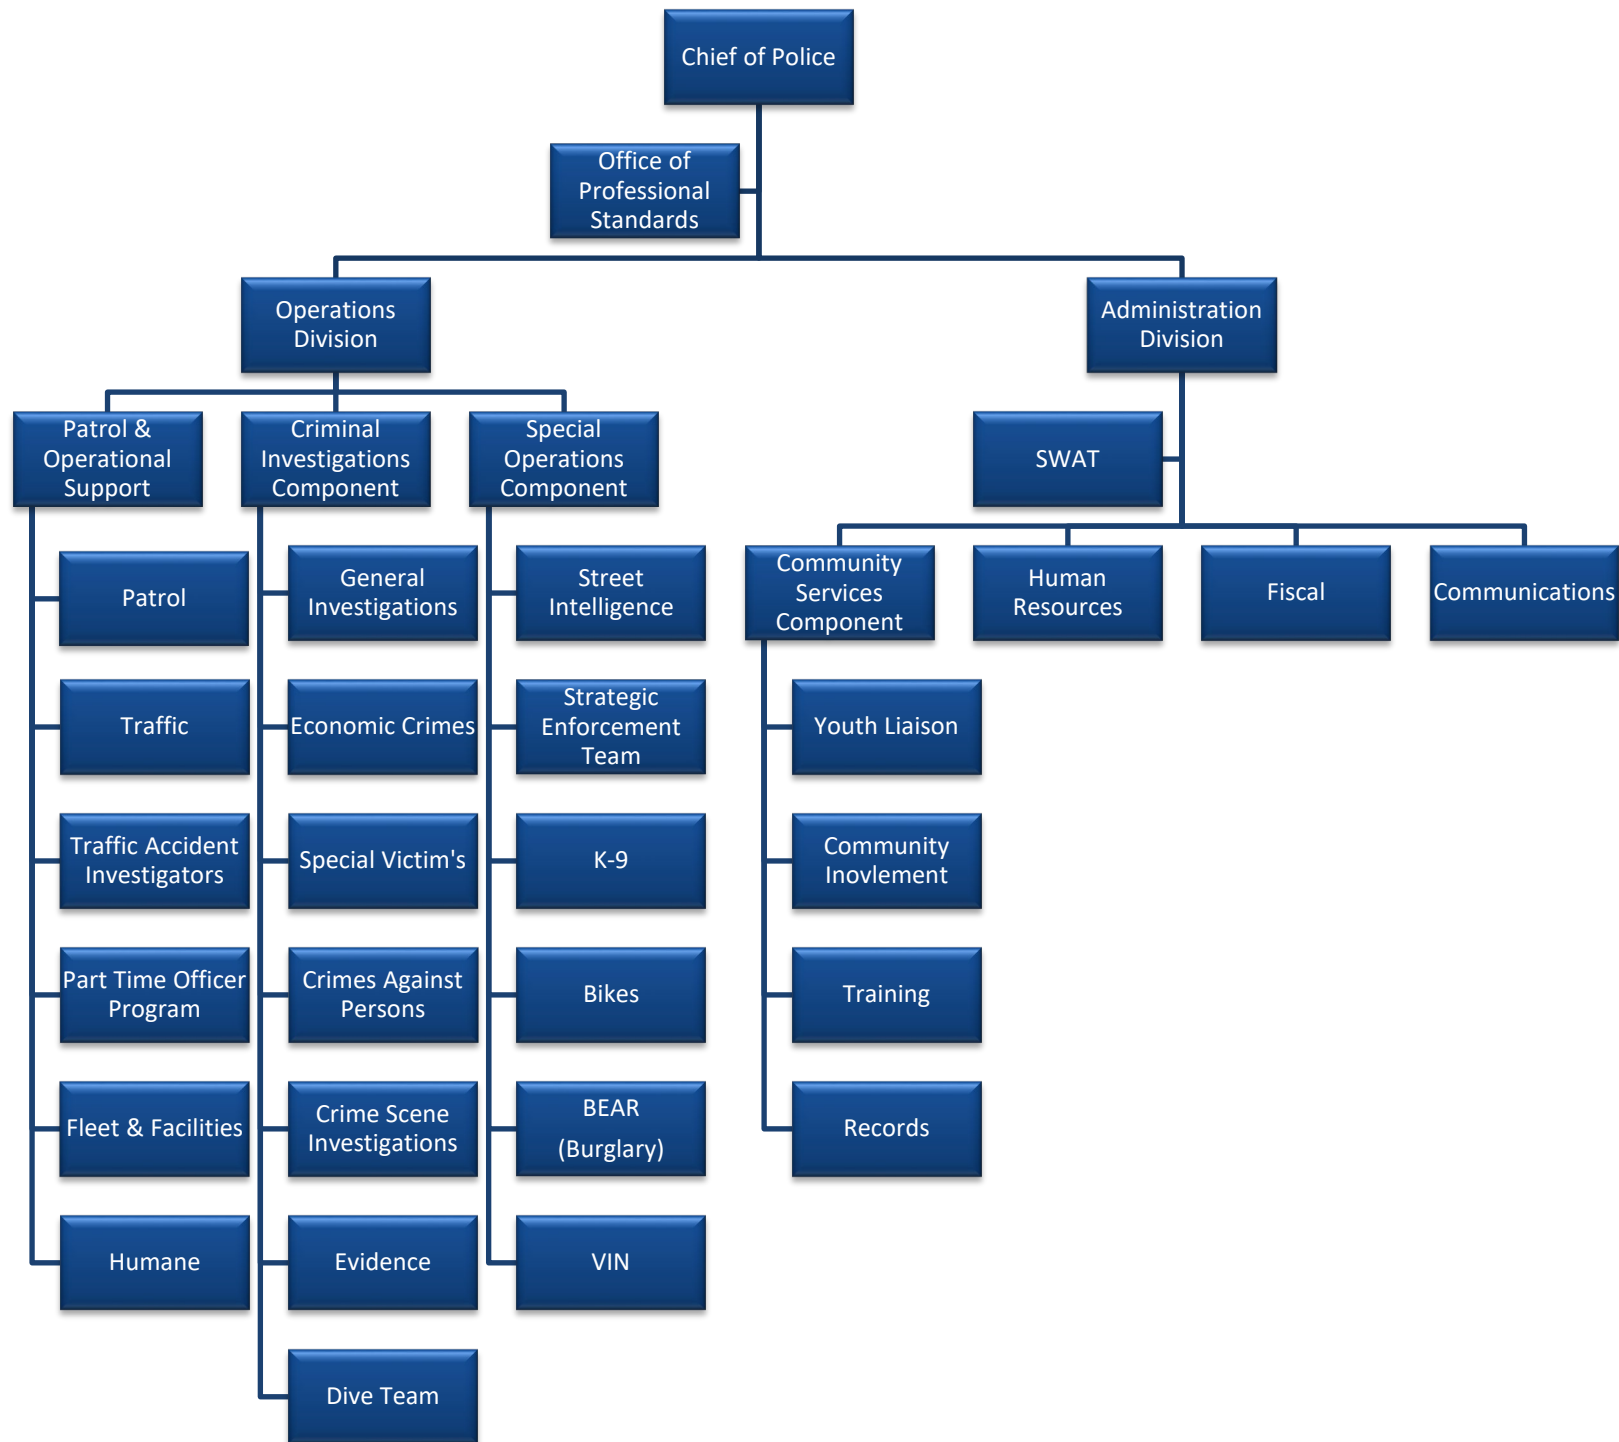 Chief of Police
Office of
Professional
Standards
Operations
Division
Administration
Division
Patrol &
Operational
Support
Criminal
Investigations
Component
Special
Operations
Component
SWAT
Patrol
General
Investigations
Street
Intelligence
Community
Services
Component
Human
Resources
Fiscal
Communications
Traffic
Economic Crimes
Strategic
Enforcement
Team
Youth Liaison
Traffic Accident
Investigators
Special Victim's
K-9
Community
Inovlement
Part Time Officer
Program
Crimes Against
Persons
Bikes
Training
Fleet & Facilities
Crime Scene
Investigations
BEAR
(Burglary)
Records
Humane
Evidence
VIN
Dive Team